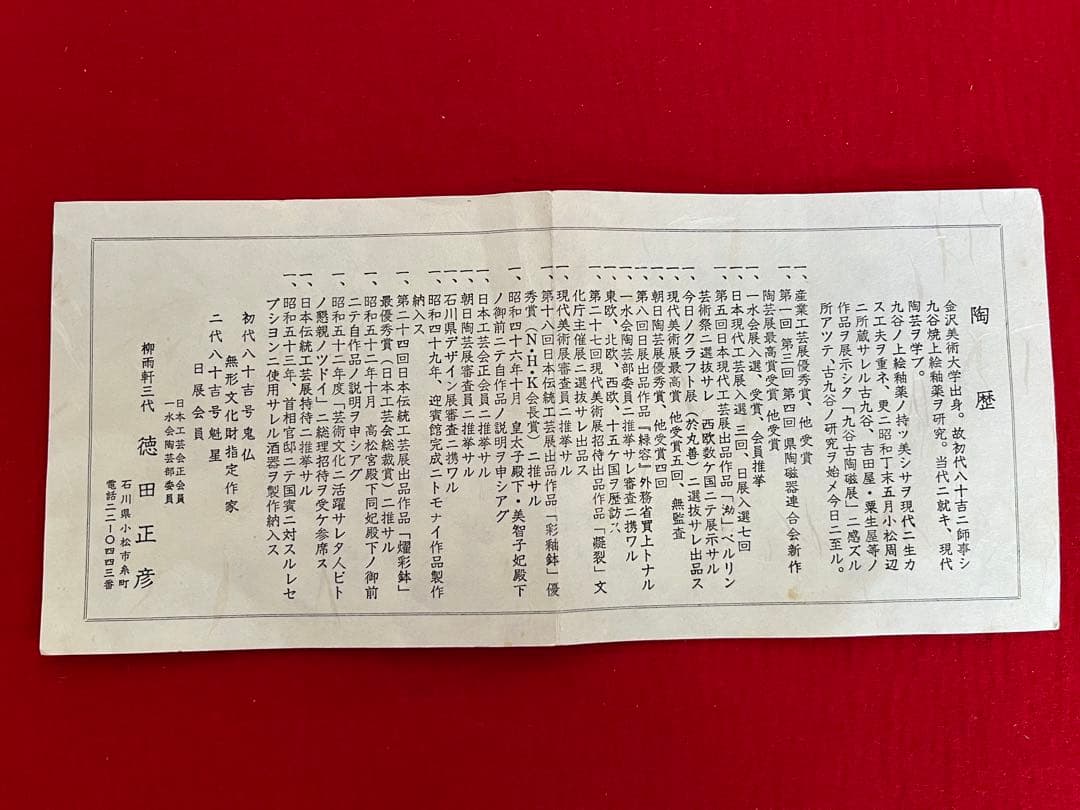 陶歴
金沢美術大学出身。故初代八十吉ニ師事シ
九谷焼上絵釉薬ヲ研究。当代ニ就キ、現代
陶芸ヲ学ブ。
九谷ノ上絵釉薬ノ持ツ美シサヲ現代ニ生カ
ス工夫ヲ重ネ、更ニ昭和丁未五月小松周辺
ニ所蔵サレル古九谷、吉田屋・粟生屋等ノ
作品ヲ展示シタ「九谷古陶磁展」ニ感ズル
所アツテ、古九谷ノ研究ヲ始メ今日ニ至ル。
一、産業工芸展優秀賞、他受賞
一、第一回 第三回 第四回 県陶磁器連合会新作
陶芸展最高賞受賞 他受賞
一、一水会展入選、受賞、会員推挙
一、日本現代工芸展入選 三回、日展入選七回
一、第五回日本現代工芸展出品作品「泑」ベルリン
芸術祭ニ選抜サレ 西欧数ケ国ニテ展示サル
一、今日ノクラフト展(於丸善)ニ選抜サレ出品ス
一、現代美術展最高賞 他受賞五回、無監査
一、朝日陶芸展優秀賞、他受賞四回
一、第八回日展出品作品『緑容』外務省買上トナル
一、一水会陶芸部委員ニ推挙サレ審査ニ携ワル
一、東欧、北欧、西欧、十五ケ国ヲ歴訪ス
一、第二十七回現代美術展招待出品作品「凝裂」文
化庁主催展ニ選抜サレ出品ス
一、現代美術展審査員ニ推挙サル
一、第十八回日本伝統工芸展出品作品「彩釉鉢」優
秀賞(N・H・K会長賞)ニ推サル
一、昭和四十六年十月、皇太子殿下・美智子妃殿下
ノ御前ニテ自作品ノ説明ヲ申シアグ
一、日本工芸会正会員ニ推挙サル
一、朝日陶芸展審査員ニ推挙サル
一、石川県デザイン展審査ニ携ワル
一、昭和四十九年、迎賓館完成ニトモナイ作品製作
納入ス
一、第二十四回日本伝統工芸展出品作品「燿彩鉢」
最優秀賞(日本工芸会総裁賞)ニ推サル
一、昭和五十二年十月 高松宮殿下同妃殿下ノ御前
ニテ自作品ノ説明ヲ申シアグ
一、昭和五十二年度「芸術文化ニ活躍サレタ人ビト
ノ懇親ノツドイ」ニ総理招待ヲ受ケ参席ス
一、日本伝統工芸展特待ニ推挙サル
一、昭和五十三年、首相官邸ニテ国賓ニ対スルレセ
プシヨンニ使用サレル酒器ヲ製作納入ス
初代八十吉号鬼仏
無形文化財指定作家
二代八十吉号魁星
日展会員
日本工芸会正会員
一水会陶芸部委員
柳雨軒三代 徳田正彦
石川県小松市糸町
電話二二-〇四四三番